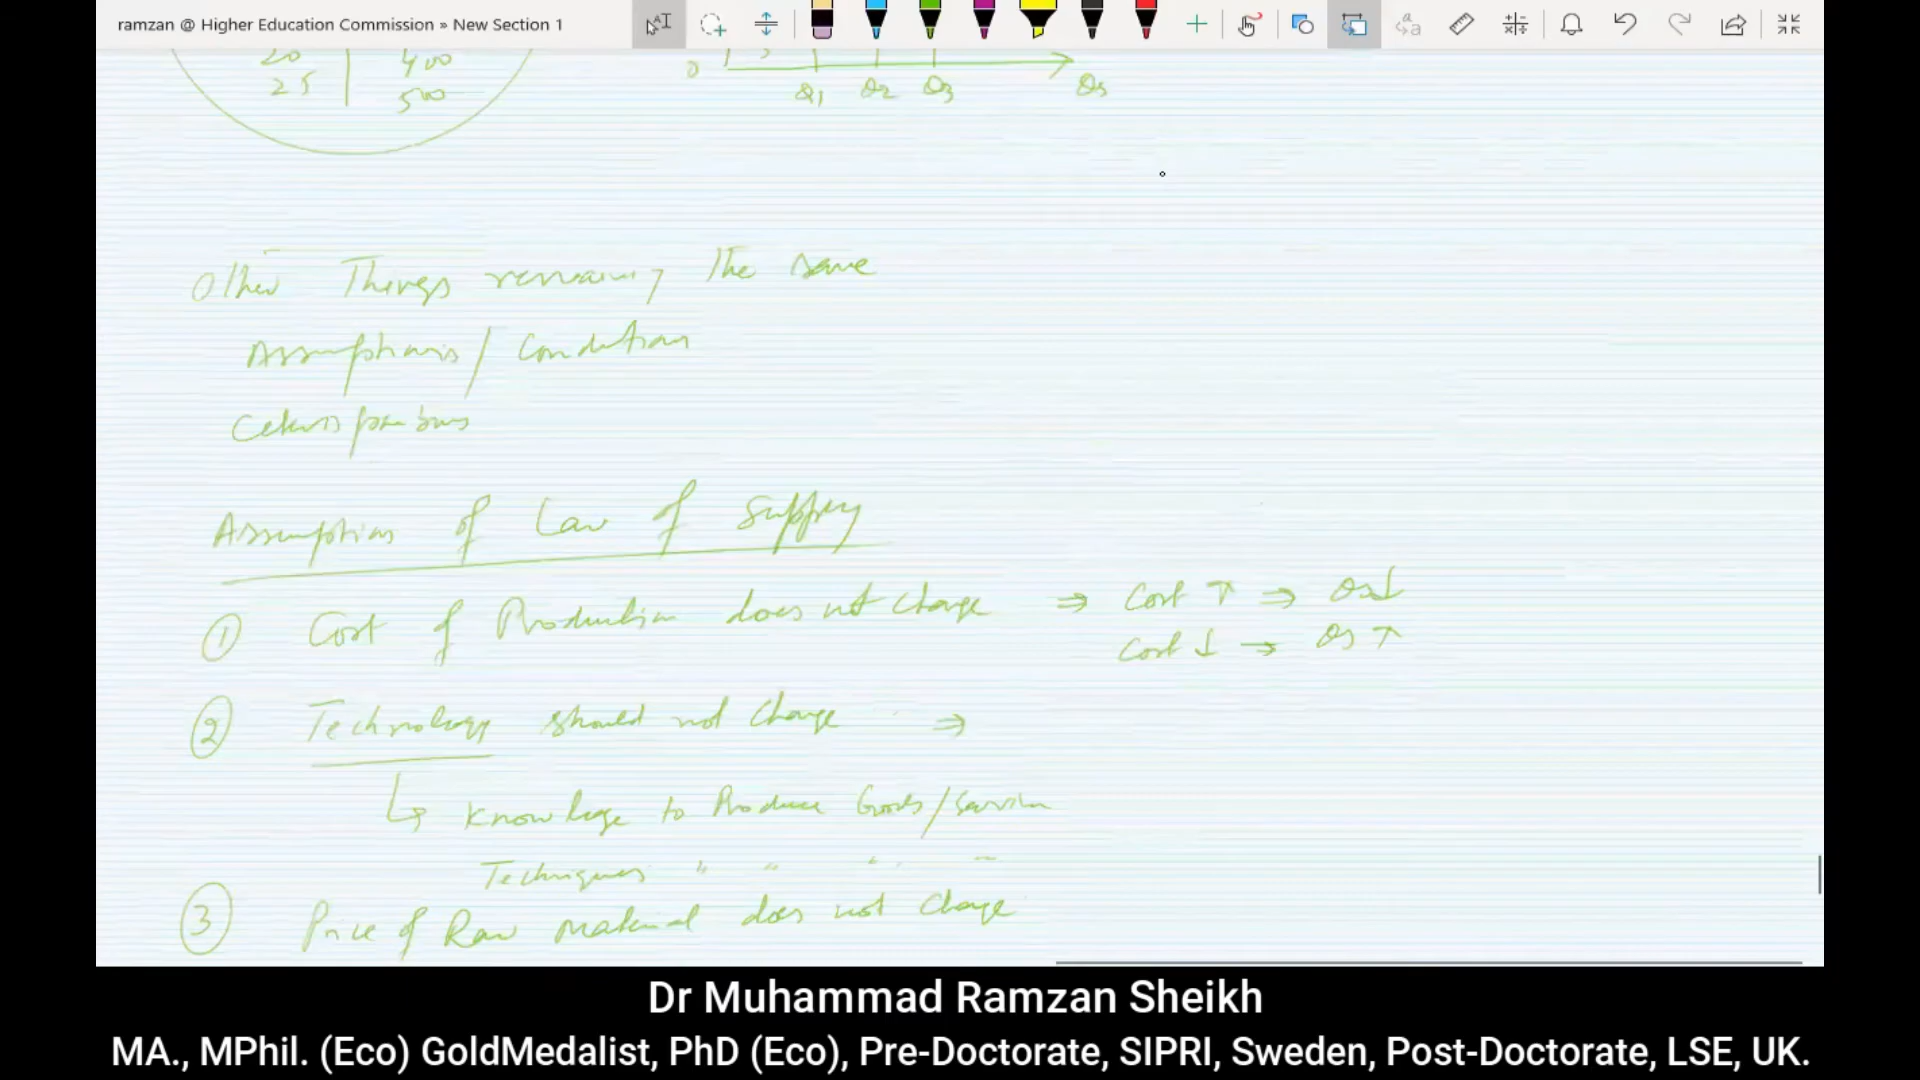 ramzan @ Higher Education Commission » New Section 1
20 400
25 500
0 Q1 Q2 Q3 Qs
Other Things remaining the same
Assumptions / Conditions
Ceteris paribus
Assumptions of Law of Supply
① Cost of Production does not change ⇒ Cost ↑ ⇒ Qs↓
Cost ↓ → Qs ↑
② Technology should not change ⇒
↳ Knowledge to Produce Goods/Services
Techniques " " " "
③ Price of Raw material does not change
Dr Muhammad Ramzan Sheikh
MA., MPhil. (Eco) GoldMedalist, PhD (Eco), Pre-Doctorate, SIPRI, Sweden, Post-Doctorate, LSE, UK.